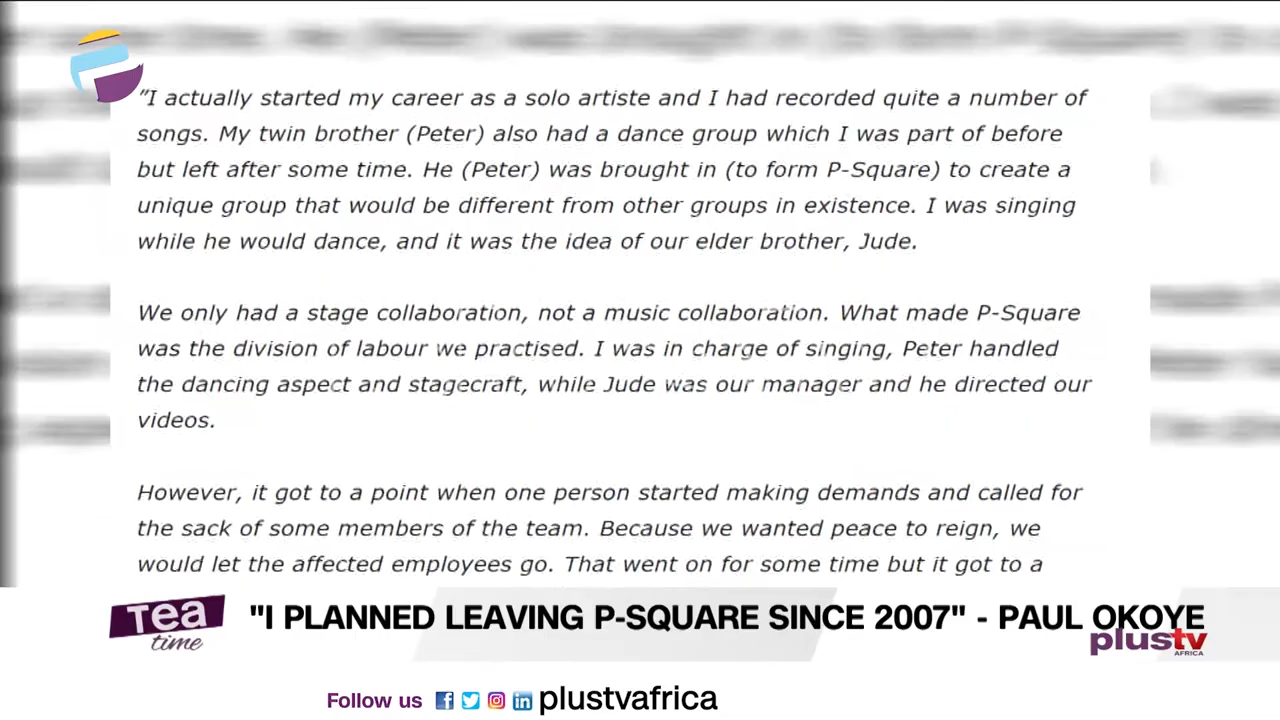 "I actually started my career as a solo artiste and I had recorded quite a number of
songs. My twin brother (Peter) also had a dance group which I was part of before
but left after some time. He (Peter) was brought in (to form P-Square) to create a
unique group that would be different from other groups in existence. I was singing
while he would dance, and it was the idea of our elder brother, Jude.
We only had a stage collaboration, not a music collaboration. What made P-Square
was the division of labour we practised. I was in charge of singing, Peter handled
the dancing aspect and stagecraft, while Jude was our manager and he directed our
videos.
However, it got to a point when one person started making demands and called for
the sack of some members of the team. Because we wanted peace to reign, we
would let the affected employees go. That went on for some time but it got to a
Tea
time
"I PLANNED LEAVING P-SQUARE SINCE 2007" - PAUL OKOYE
plustv
AFRICA
Follow us plustvafrica